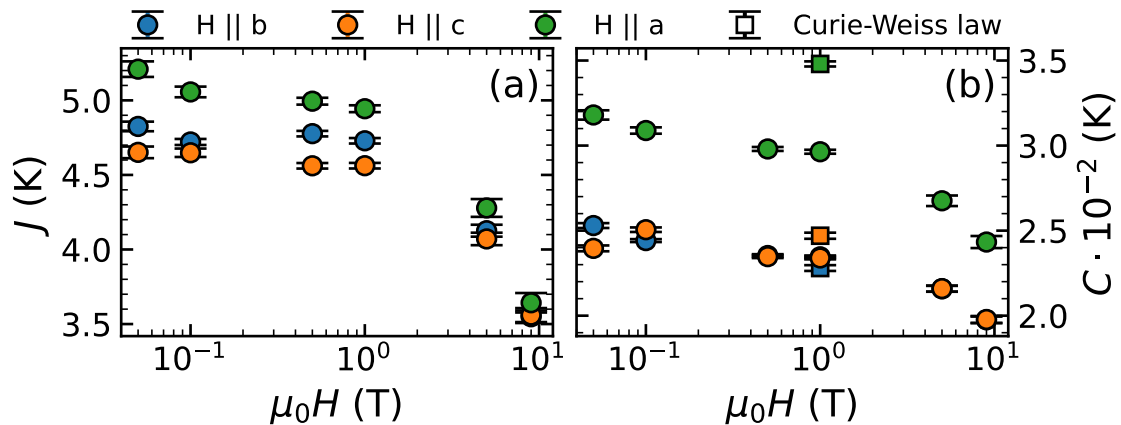 H || b H || c H || a Curie-Weiss law
(a) (b)
5.0
4.5
4.0
3.5
J (K)
10⁻¹ 10⁰ 10¹
μ₀H (T)
3.5
3.0
2.5
2.0
C · 10⁻² (K)
10⁻¹ 10⁰ 10¹
μ₀H (T)